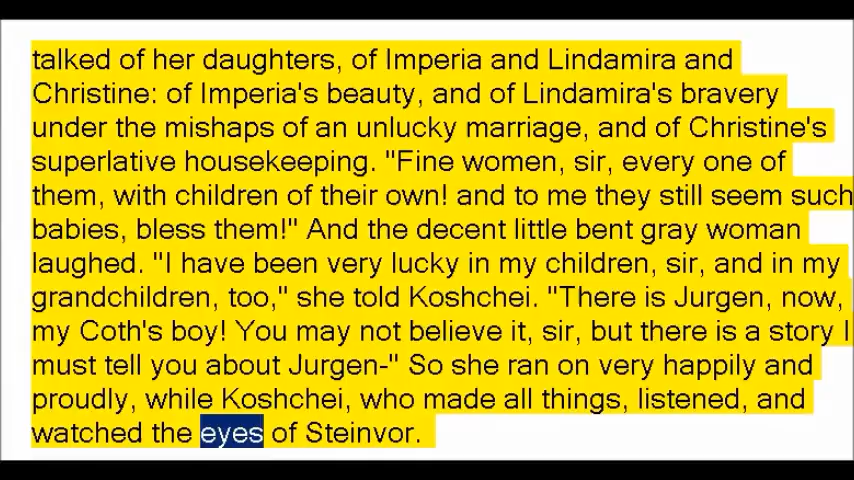 talked of her daughters, of Imperia and Lindamira and
Christine: of Imperia's beauty, and of Lindamira's bravery
under the mishaps of an unlucky marriage, and of Christine's
superlative housekeeping. "Fine women, sir, every one of
them, with children of their own! and to me they still seem such
babies, bless them!" And the decent little bent gray woman
laughed. "I have been very lucky in my children, sir, and in my
grandchildren, too," she told Koshchei. "There is Jurgen, now,
my Coth's boy! You may not believe it, sir, but there is a story I
must tell you about Jurgen-" So she ran on very happily and
proudly, while Koshchei, who made all things, listened, and
watched the eyes of Steinvor.